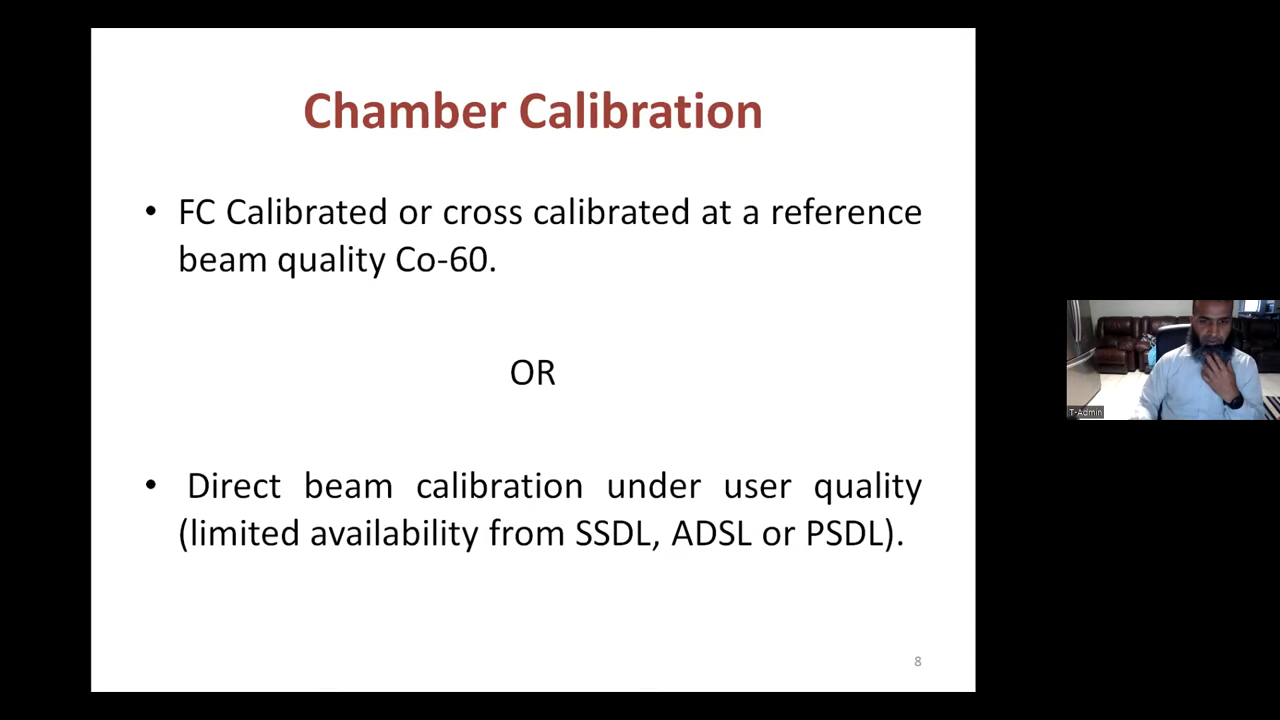 Chamber Calibration
• FC Calibrated or cross calibrated at a reference
beam quality Co-60.
OR
• Direct beam calibration under user quality
(limited availability from SSDL, ADSL or PSDL).
8
T-Admin